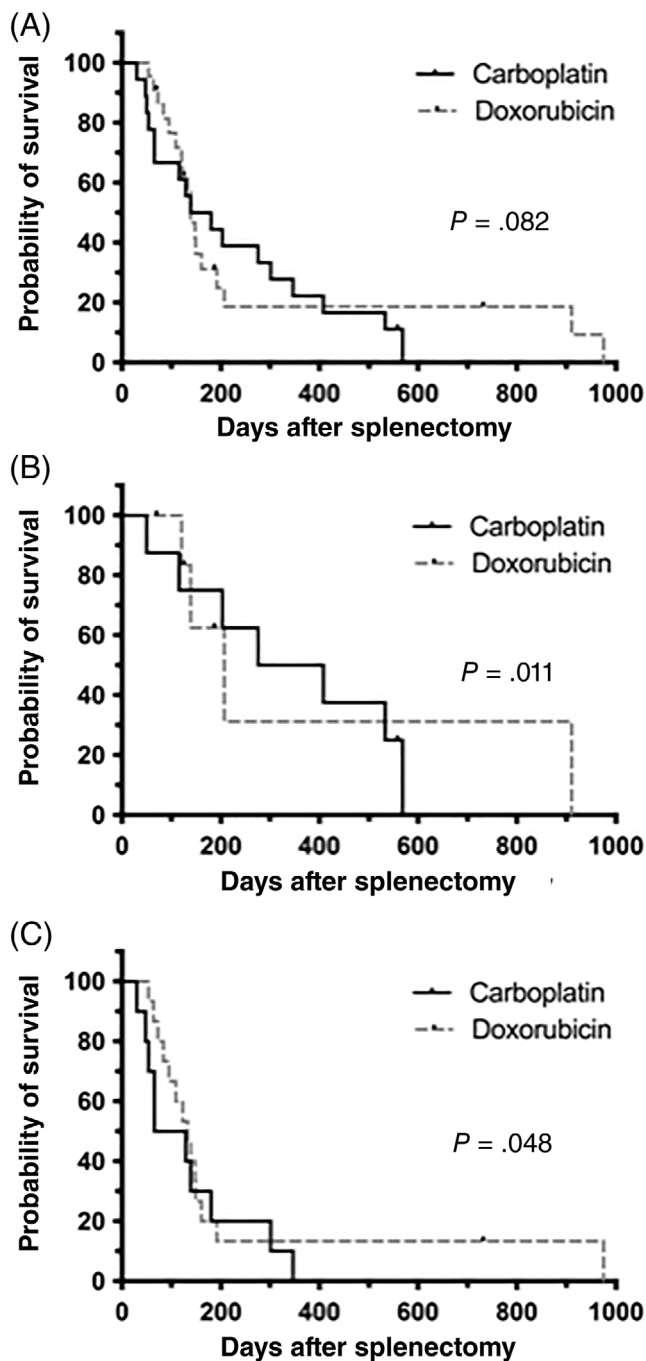 (A)
Probability of survival
100
80
60
40
20
0
Carboplatin
Doxorubicin
P = .082
0 200 400 600 800 1000
Days after splenectomy
(B)
Probability of survival
100
80
60
40
20
0
Carboplatin
Doxorubicin
P = .011
0 200 400 600 800 1000
Days after splenectomy
(C)
Probability of survival
100
80
60
40
20
0
Carboplatin
Doxorubicin
P = .048
0 200 400 600 800 1000
Days after splenectomy